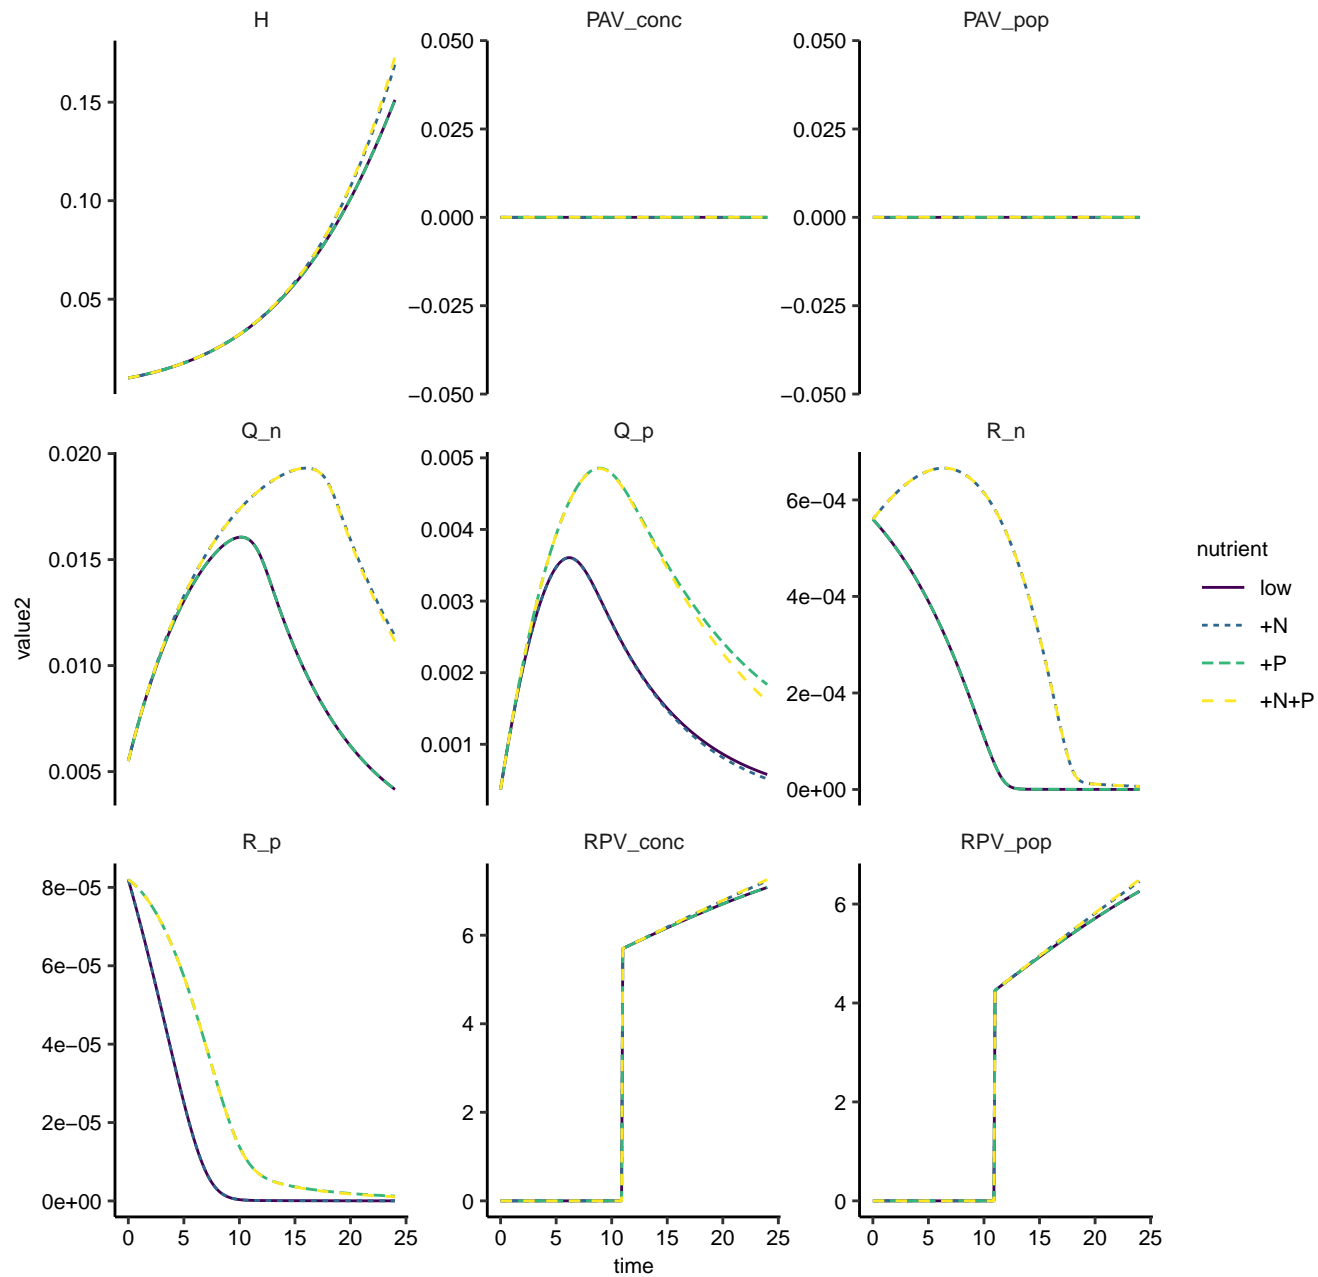 H
PAV_conc
PAV_pop
0.15
0.10
0.05
0.050
0.025
0.000
−0.025
−0.050
0.050
0.025
0.000
−0.025
−0.050
Q_n
Q_p
R_n
0.020
0.015
0.010
0.005
0.005
0.004
0.003
0.002
0.001
6e−04
4e−04
2e−04
0e+00
R_p
RPV_conc
RPV_pop
8e−05
6e−05
4e−05
2e−05
0e+00
6
4
2
0
6
4
2
0
0 5 10 15 20 25
0 5 10 15 20 25
0 5 10 15 20 25
time
value2
nutrient
low
+N
+P
+N+P